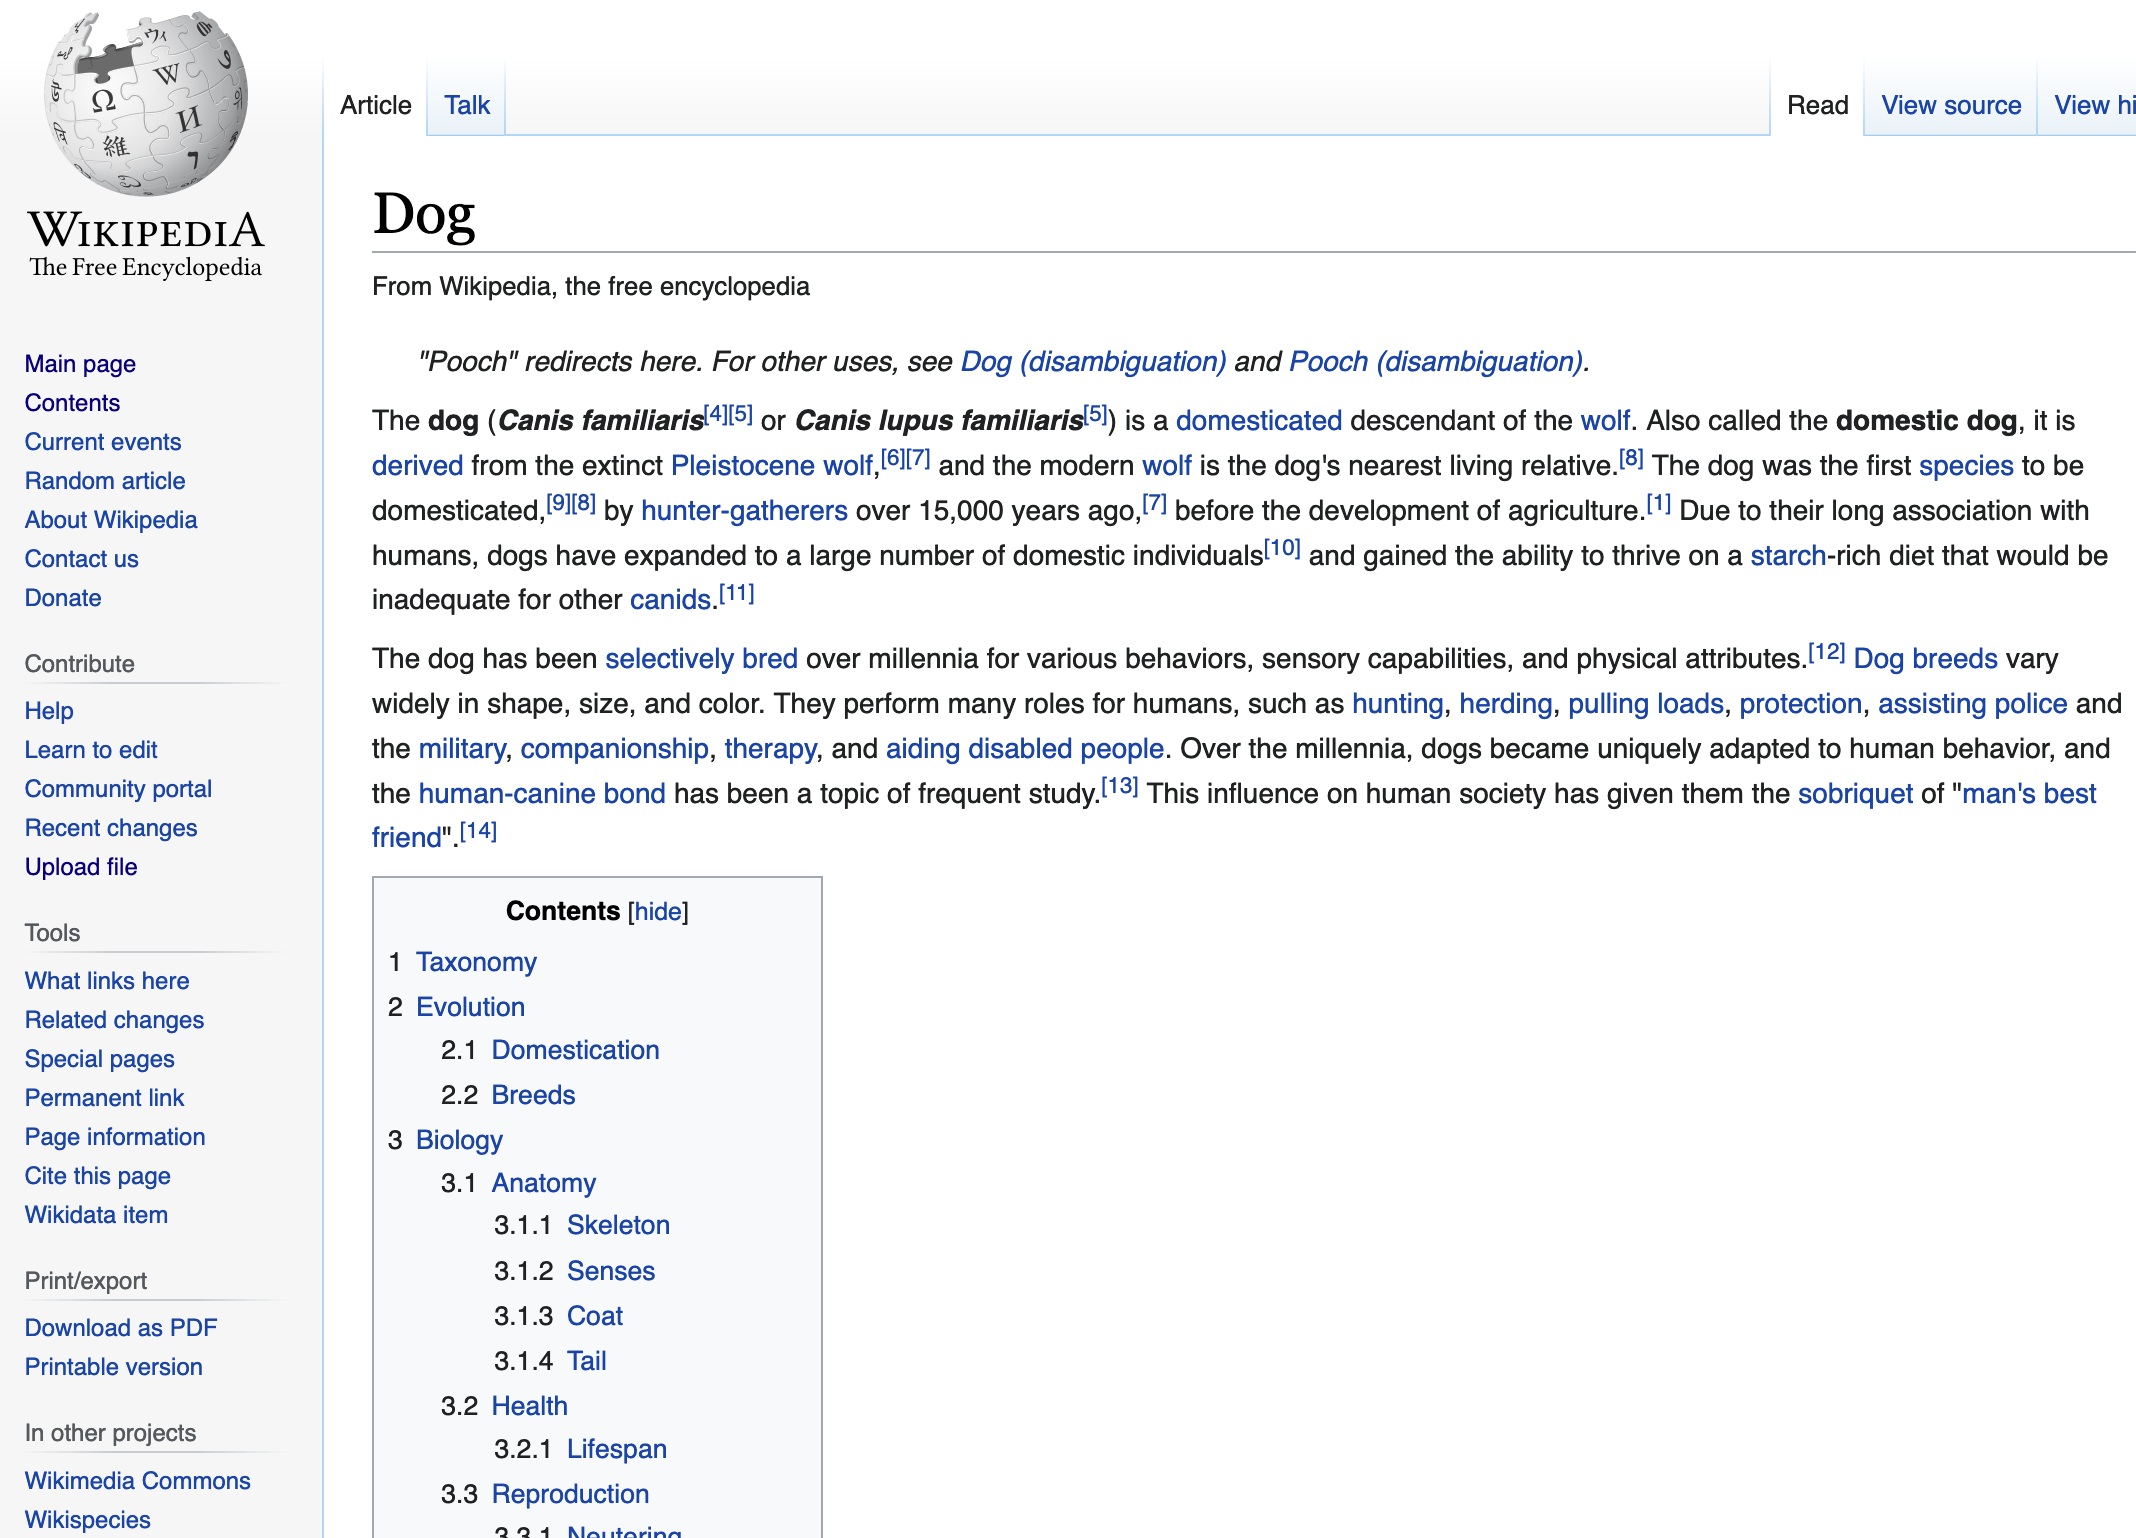 WIKIPEDIA
The Free Encyclopedia
Main page
Contents
Current events
Random article
About Wikipedia
Contact us
Donate
Contribute
Help
Learn to edit
Community portal
Recent changes
Upload file
Tools
What links here
Related changes
Special pages
Permanent link
Page information
Cite this page
Wikidata item
Print/export
Download as PDF
Printable version
In other projects
Wikimedia Commons
Wikispecies
Article Talk Read View source View hi
Dog
From Wikipedia, the free encyclopedia
"Pooch" redirects here. For other uses, see Dog (disambiguation) and Pooch (disambiguation).
The dog (Canis familiaris[4][5] or Canis lupus familiaris[5]) is a domesticated descendant of the wolf. Also called the domestic dog, it is
derived from the extinct Pleistocene wolf,[6][7] and the modern wolf is the dog's nearest living relative.[8] The dog was the first species to be
domesticated,[9][8] by hunter-gatherers over 15,000 years ago,[7] before the development of agriculture.[1] Due to their long association with
humans, dogs have expanded to a large number of domestic individuals[10] and gained the ability to thrive on a starch-rich diet that would be
inadequate for other canids.[11]
The dog has been selectively bred over millennia for various behaviors, sensory capabilities, and physical attributes.[12] Dog breeds vary
widely in shape, size, and color. They perform many roles for humans, such as hunting, herding, pulling loads, protection, assisting police and
the military, companionship, therapy, and aiding disabled people. Over the millennia, dogs became uniquely adapted to human behavior, and
the human-canine bond has been a topic of frequent study.[13] This influence on human society has given them the sobriquet of "man's best
friend".[14]
Contents [hide]
1 Taxonomy
2 Evolution
2.1 Domestication
2.2 Breeds
3 Biology
3.1 Anatomy
3.1.1 Skeleton
3.1.2 Senses
3.1.3 Coat
3.1.4 Tail
3.2 Health
3.2.1 Lifespan
3.3 Reproduction
3.3.1 Neutering